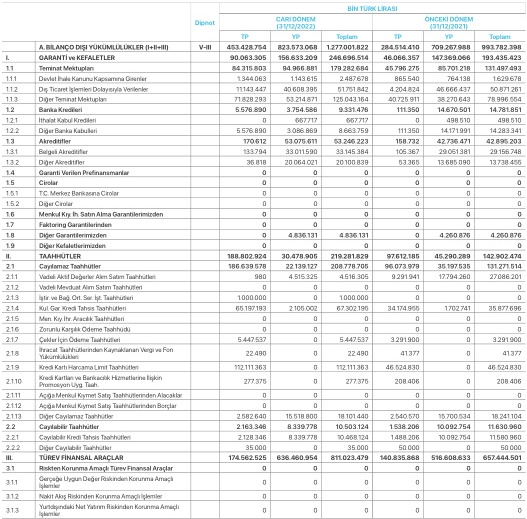 BİN TÜRK LİRASI
Dipnot CARİ DÖNEM (31/12/2022) ÖNCEKİ DÖNEM (31/12/2021)
TP YP Toplam TP YP Toplam
A. BİLANÇO DIŞI YÜKÜMLÜLÜKLER (I+II+III) V-III 453.428.754 823.573.068 1.277.001.822 284.514.410 709.267.988 993.782.398
I. GARANTİ ve KEFALETLER 90.063.305 156.633.209 246.696.514 46.066.357 147.369.066 193.435.423
1.1 Teminat Mektupları 84.315.803 94.966.881 179.282.684 45.796.275 85.701.218 131.497.493
1.1.1 Devlet İhale Kanunu Kapsamına Girenler 1.344.063 1.143.615 2.487.678 865.540 764.138 1.629.678
1.1.2 Dış Ticaret İşlemleri Dolayısıyla Verilenler 11.143.447 40.608.395 51.751.842 4.204.824 46.666.437 50.871.261
1.1.3 Diğer Teminat Mektupları 71.828.293 53.214.871 125.043.164 40.725.911 38.270.643 78.996.554
1.2 Banka Kredileri 5.576.890 3.754.586 9.331.476 111.350 14.670.501 14.781.851
1.2.1 İthalat Kabul Kredileri 0 667.717 667.717 0 498.510 498.510
1.2.2 Diğer Banka Kabulleri 5.576.890 3.086.869 8.663.759 111.350 14.171.991 14.283.341
1.3 Akreditifler 170.612 53.075.611 53.246.223 158.732 42.736.471 42.895.203
1.3.1 Belgeli Akreditifler 133.794 33.011.590 33.145.384 105.367 29.051.381 29.156.748
1.3.2 Diğer Akreditifler 36.818 20.064.021 20.100.839 53.365 13.685.090 13.738.455
1.4 Garanti Verilen Prefinansmanlar 0 0 0 0 0 0
1.5 Cirolar 0 0 0 0 0 0
1.5.1 T.C. Merkez Bankasına Cirolar 0 0 0 0 0 0
1.5.2 Diğer Cirolar 0 0 0 0 0 0
1.6 Menkul Kıy. İh. Satın Alma Garantilerimizden 0 0 0 0 0 0
1.7 Faktoring Garantilerinden 0 0 0 0 0 0
1.8 Diğer Garantilerimizden 0 4.836.131 4.836.131 0 4.260.876 4.260.876
1.9 Diğer Kefaletlerimizden 0 0 0 0 0 0
II. TAAHHÜTLER 188.802.924 30.478.905 219.281.829 97.612.185 45.290.289 142.902.474
2.1 Cayılamaz Taahhütler 186.639.578 22.139.127 208.778.705 96.073.979 35.197.535 131.271.514
2.1.1 Vadeli Aktif Değerler Alım Satım Taahhütleri 980 4.515.325 4.516.305 9.291.941 17.794.260 27.086.201
2.1.2 Vadeli Mevduat Alım Satım Taahhütleri 0 0 0 0 0 0
2.1.3 İştir. ve Bağ. Ort. Ser. İşt. Taahhütleri 1.000.000 0 1.000.000 0 0 0
2.1.4 Kul. Gar. Kredi Tahsis Taahhütleri 65.197.193 2.105.002 67.302.195 34.174.955 1.702.741 35.877.696
2.1.5 Men. Kıy. İhr. Aracılık Taahhütleri 0 0 0 0 0 0
2.1.6 Zorunlu Karşılık Ödeme Taahhüdü 0 0 0 0 0 0
2.1.7 Çekler İçin Ödeme Taahhütleri 5.447.537 0 5.447.537 3.291.900 0 3.291.900
2.1.8 İhracat Taahhütlerinden Kaynaklanan Vergi ve Fon Yükümlülükleri 22.490 0 22.490 41.377 0 41.377
2.1.9 Kredi Kartı Harcama Limit Taahhütleri 112.111.363 0 112.111.363 46.524.830 0 46.524.830
2.1.10 Kredi Kartları ve Bankacılık Hizmetlerine İlişkin Promosyon Uyg. Taah. 277.375 0 277.375 208.406 0 208.406
2.1.11 Açığa Menkul Kıymet Satış Taahhütlerinden Alacaklar 0 0 0 0 0 0
2.1.12 Açığa Menkul Kıymet Satış Taahhütlerinden Borçlar 0 0 0 0 0 0
2.1.13 Diğer Cayılamaz Taahhütler 2.582.640 15.518.800 18.101.440 2.540.570 15.700.534 18.241.104
2.2 Cayılabilir Taahhütler 2.163.346 8.339.778 10.503.124 1.538.206 10.092.754 11.630.960
2.2.1 Cayılabilir Kredi Tahsis Taahhütleri 2.128.346 8.339.778 10.468.124 1.488.206 10.092.754 11.580.960
2.2.2 Diğer Cayılabilir Taahhütler 35.000 0 35.000 50.000 0 50.000
III. TÜREV FİNANSAL ARAÇLAR 174.562.525 636.460.954 811.023.479 140.835.868 516.608.633 657.444.501
3.1 Riskten Korunma Amaçlı Türev Finansal Araçlar 0 0 0 0 0 0
3.1.1 Gerçeğe Uygun Değer Riskinden Korunma Amaçlı İşlemler 0 0 0 0 0 0
3.1.2 Nakit Akış Riskinden Korunma Amaçlı İşlemler 0 0 0 0 0 0
3.1.3 Yurtdışındaki Net Yatırım Riskinden Korunma Amaçlı İşlemler 0 0 0 0 0 0